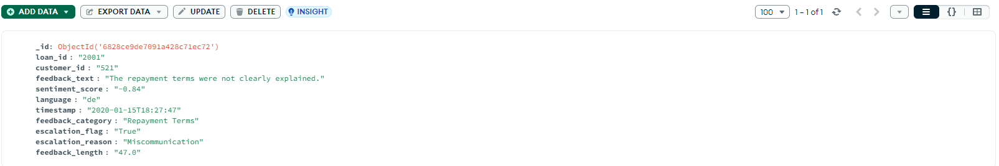 ADD DATA EXPORT DATA UPDATE DELETE INSIGHT 100 1 – 1 of 1 {}
_id: ObjectId('6828ce9de7091a428c71ec72')
loan_id : "2001"
customer_id : "521"
feedback_text : "The repayment terms were not clearly explained."
sentiment_score : "-0.84"
language : "de"
timestamp : "2020-01-15T18:27:47"
feedback_category : "Repayment Terms"
escalation_flag : "True"
escalation_reason : "Miscommunication"
feedback_length : "47.0"